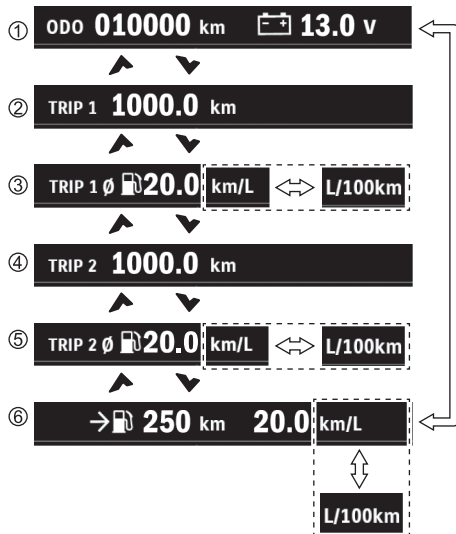 ① ODO 010000 km - + 13.0 V
② TRIP 1 1000.0 km
③ TRIP 1 Ø 20.0 km/L L/100km
④ TRIP 2 1000.0 km
⑤ TRIP 2 Ø 20.0 km/L L/100km
⑥ 250 km 20.0 km/L
L/100km